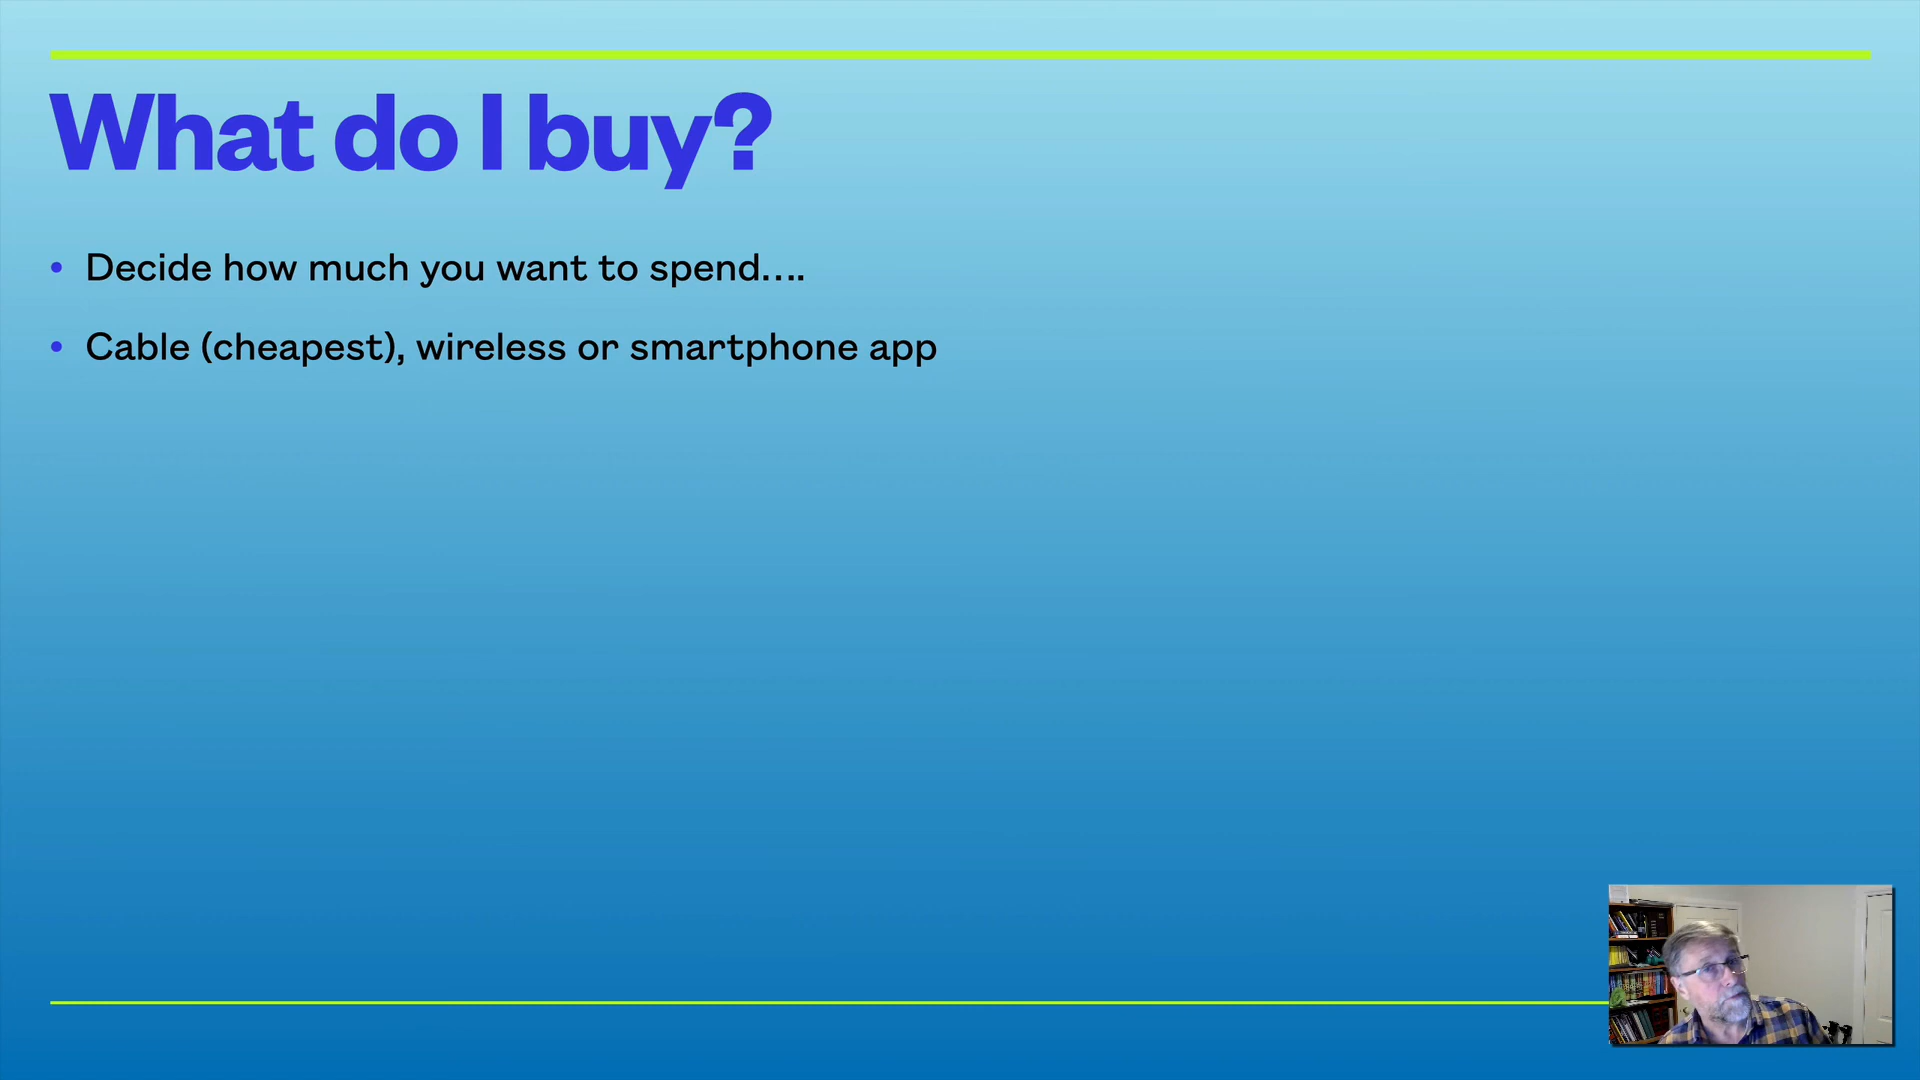 What do I buy?
• Decide how much you want to spend....
• Cable (cheapest), wireless or smartphone app